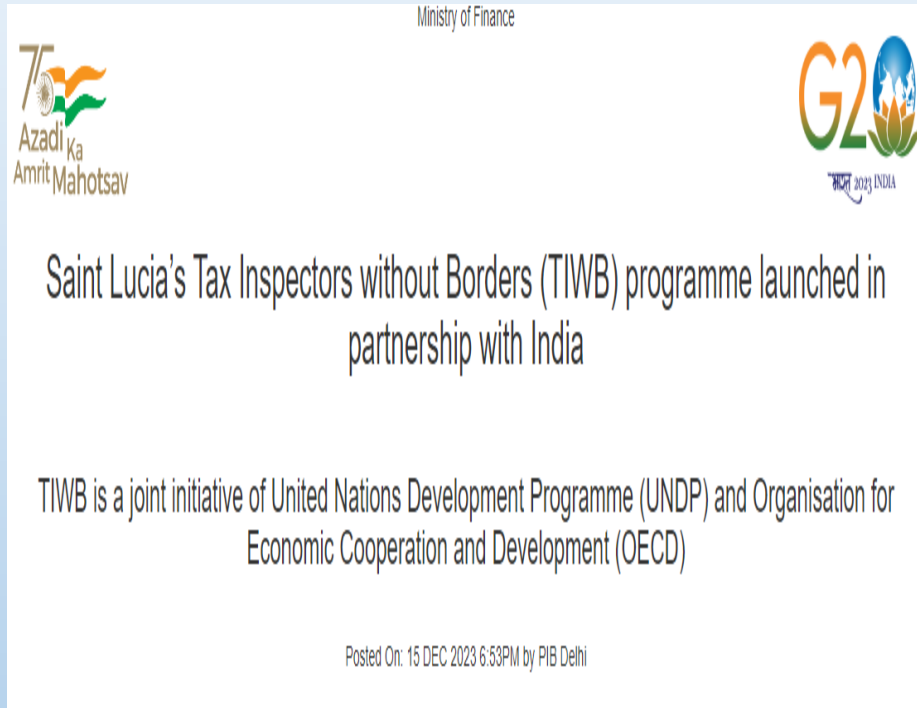 Ministry of Finance
75
Azadi Ka
Amrit Mahotsav
G20
भारत 2023 INDIA
Saint Lucia's Tax Inspectors without Borders (TIWB) programme launched in
partnership with India
TIWB is a joint initiative of United Nations Development Programme (UNDP) and Organisation for
Economic Cooperation and Development (OECD)
Posted On: 15 DEC 2023 6:53PM by PIB Delhi